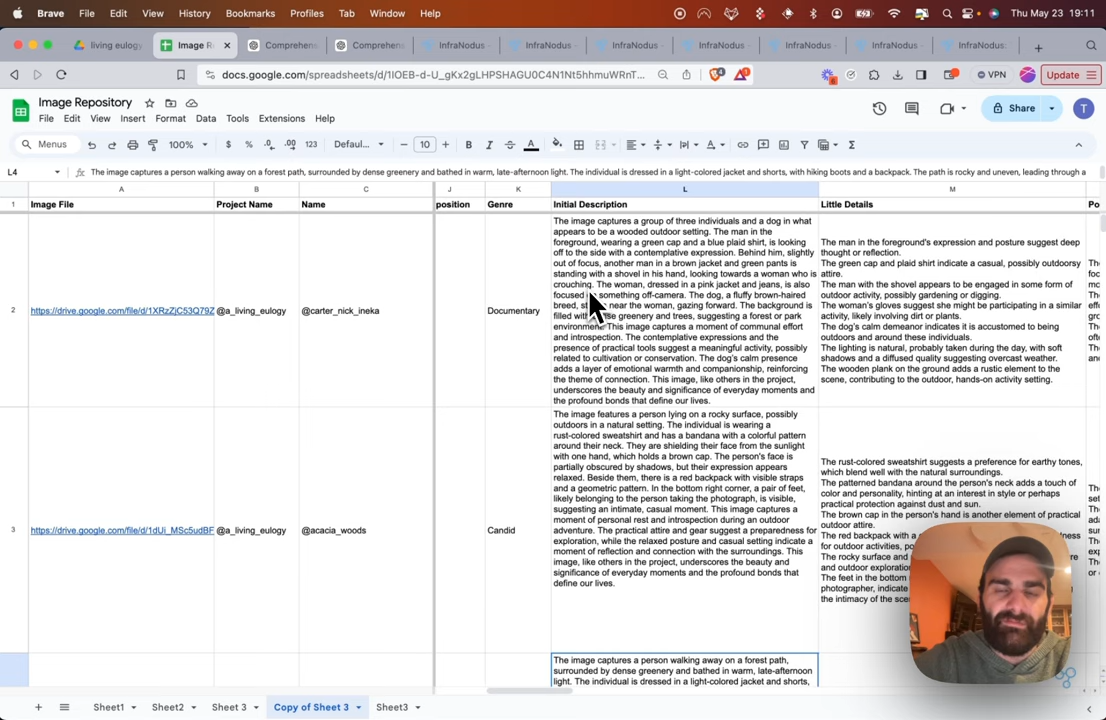 Brave File Edit View History Bookmarks Profiles Tab Window Help Thu May 23 19:11
living eulogy Image R Comprehens Comprehens InfraNodus InfraNodus InfraNodus InfraNodus InfraNodus InfraNodus InfraNodus
docs.google.com/spreadsheets/d/1IOEB-d-U_gKx2gLHPSHAGU0C4N1Nt5hhmuWRnT... VPN Update
Image Repository
File Edit View Insert Format Data Tools Extensions Help Share T
Menus 100% $ % .0 .00 123 Defaul... 10 B I A
L4 fx The image captures a person walking away on a forest path, surrounded by dense greenery and bathed in warm, late-afternoon light. The individual is dressed in a light-colored jacket and shorts, with hiking boots and a backpack. The path is rocky and uneven, leading through a
A B C J K L M
1 Image File Project Name Name position Genre Initial Description Little Details Po
2 https://drive.google.com/file/d/1XRzZjC53Q79Z @a_living_eulogy @carter_nick_ineka Documentary
The image captures a group of three individuals and a dog in what
appears to be a wooded outdoor setting. The man in the
foreground, wearing a green cap and a blue plaid shirt, is looking
off to the side with a contemplative expression. Behind him, slightly
out of focus, another man in a brown jacket and green pants is
standing with a shovel in his hand, looking towards a woman who is
crouching. The woman, dressed in a pink jacket and jeans, is also
focused something off-camera. The dog, a fluffy brown-haired
breed, near the woman, gazing forward. The background is
filled with greenery and trees, suggesting a forest or park
environment. This image captures a moment of communal effort
and introspection. The contemplative expressions and the
presence of practical tools suggest a meaningful activity, possibly
related to cultivation or conservation. The dog's calm presence
adds a layer of emotional warmth and companionship, reinforcing
the theme of connection. This image, like others in the project,
underscores the beauty and significance of everyday moments and
the profound bonds that define our lives.
The man in the foreground's expression and posture suggest deep
thought or reflection.
The green cap and plaid shirt indicate a casual, possibly outdoorsy
attire.
The man with the shovel appears to be engaged in some form of
outdoor activity, possibly gardening or digging.
The woman's gloves suggest she might be participating in a similar
activity, likely involving dirt or plants.
The dog's calm demeanor indicates it is accustomed to being
outdoors and around these individuals.
The lighting is natural, probably taken during the day, with soft
shadows and a diffused quality suggesting overcast weather.
The wooden plank on the ground adds a rustic element to the
scene, contributing to the outdoor, hands-on activity setting.
3 https://drive.google.com/file/d/1dUi_MSc5udBF @a_living_eulogy @acacia_woods Candid
The image features a person lying on a rocky surface, possibly
outdoors in a natural setting. The individual is wearing a
rust-colored sweatshirt and has a bandana with a colorful pattern
around their neck. They are shielding their face from the sunlight
with one hand, which holds a brown cap. The person's face is
partially obscured by shadows, but their expression appears
relaxed. Beside them, there is a red backpack with visible straps
and a geometric pattern. In the bottom right corner, a pair of feet,
likely belonging to the person taking the photograph, is visible,
suggesting an intimate, casual moment. This image captures a
moment of personal rest and introspection during an outdoor
adventure. The practical attire and gear suggest a preparedness for
exploration, while the relaxed posture and casual setting indicate a
moment of reflection and connection with the surroundings. This
image, like others in the project, underscores the beauty and
significance of everyday moments and the profound bonds that
define our lives.
The rust-colored sweatshirt suggests a preference for earthy tones,
which blend well with the natural surroundings.
The patterned bandana around the person's neck adds a touch of
color and personality, hinting at an interest in style or perhaps
practical protection against dust and sun.
The brown cap in the person's hand is another element of practical
outdoor attire.
The red backpack with a
for outdoor activities, po
The rocky surface and
and outdoor exploration
The feet in the bottom
photographer, indicate
the intimacy of the sce
The image captures a person walking away on a forest path,
surrounded by dense greenery and bathed in warm, late-afternoon
light. The individual is dressed in a light-colored jacket and shorts,
Sheet1 Sheet2 Sheet 3 Copy of Sheet 3 Sheet3